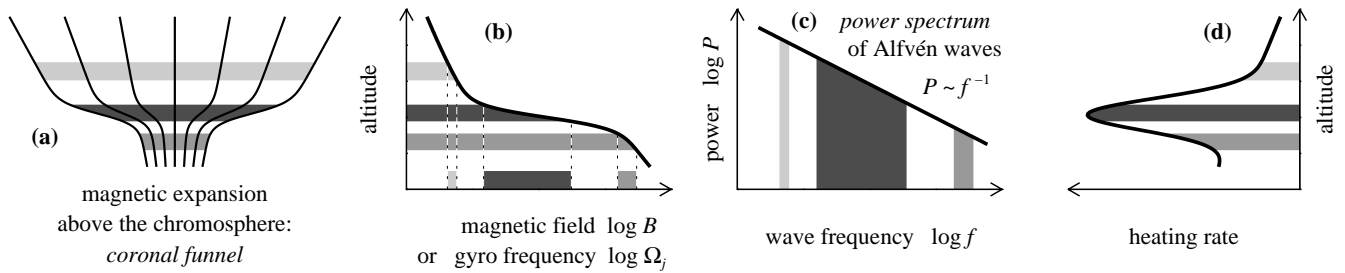 (a)
magnetic expansion
above the chromosphere:
coronal funnel
(b)
altitude
magnetic field log B
or gyro frequency log Ωj
(c)
power spectrum
of Alfvén waves
P ~ f⁻¹
power log P
wave frequency log f
(d)
altitude
heating rate